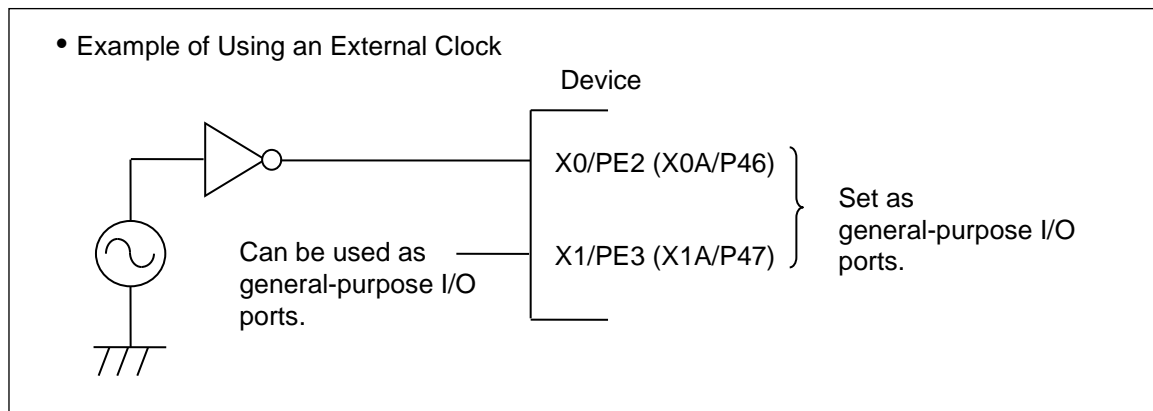 • Example of Using an External Clock
Device
X0/PE2 (X0A/P46)
Set as
general-purpose I/O
ports.
Can be used as
general-purpose I/O
ports.
X1/PE3 (X1A/P47)